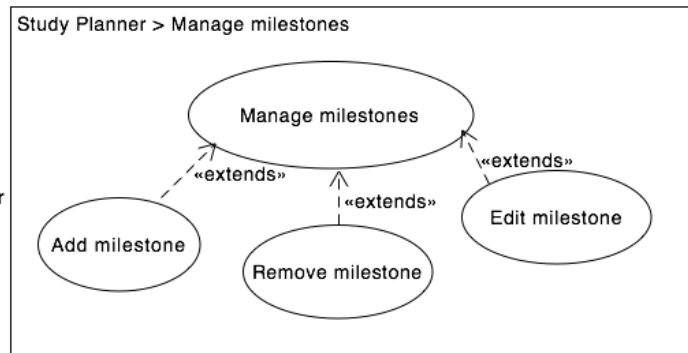 Study Planner > Manage milestones
Manage milestones
«extends»
«extends»
«extends»
Add milestone
Remove milestone
Edit milestone